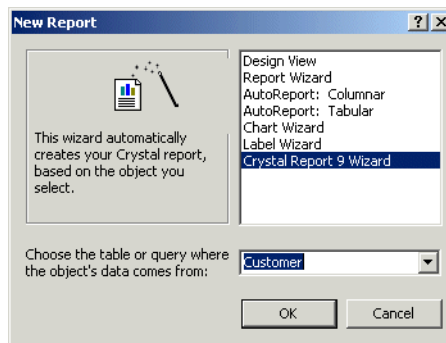 New Report
This wizard automatically
creates your Crystal report,
based on the object you
select.
Design View
Report Wizard
AutoReport: Columnar
AutoReport: Tabular
Chart Wizard
Label Wizard
Crystal Report 9 Wizard
Choose the table or query where
the object's data comes from:
Customer
OK
Cancel